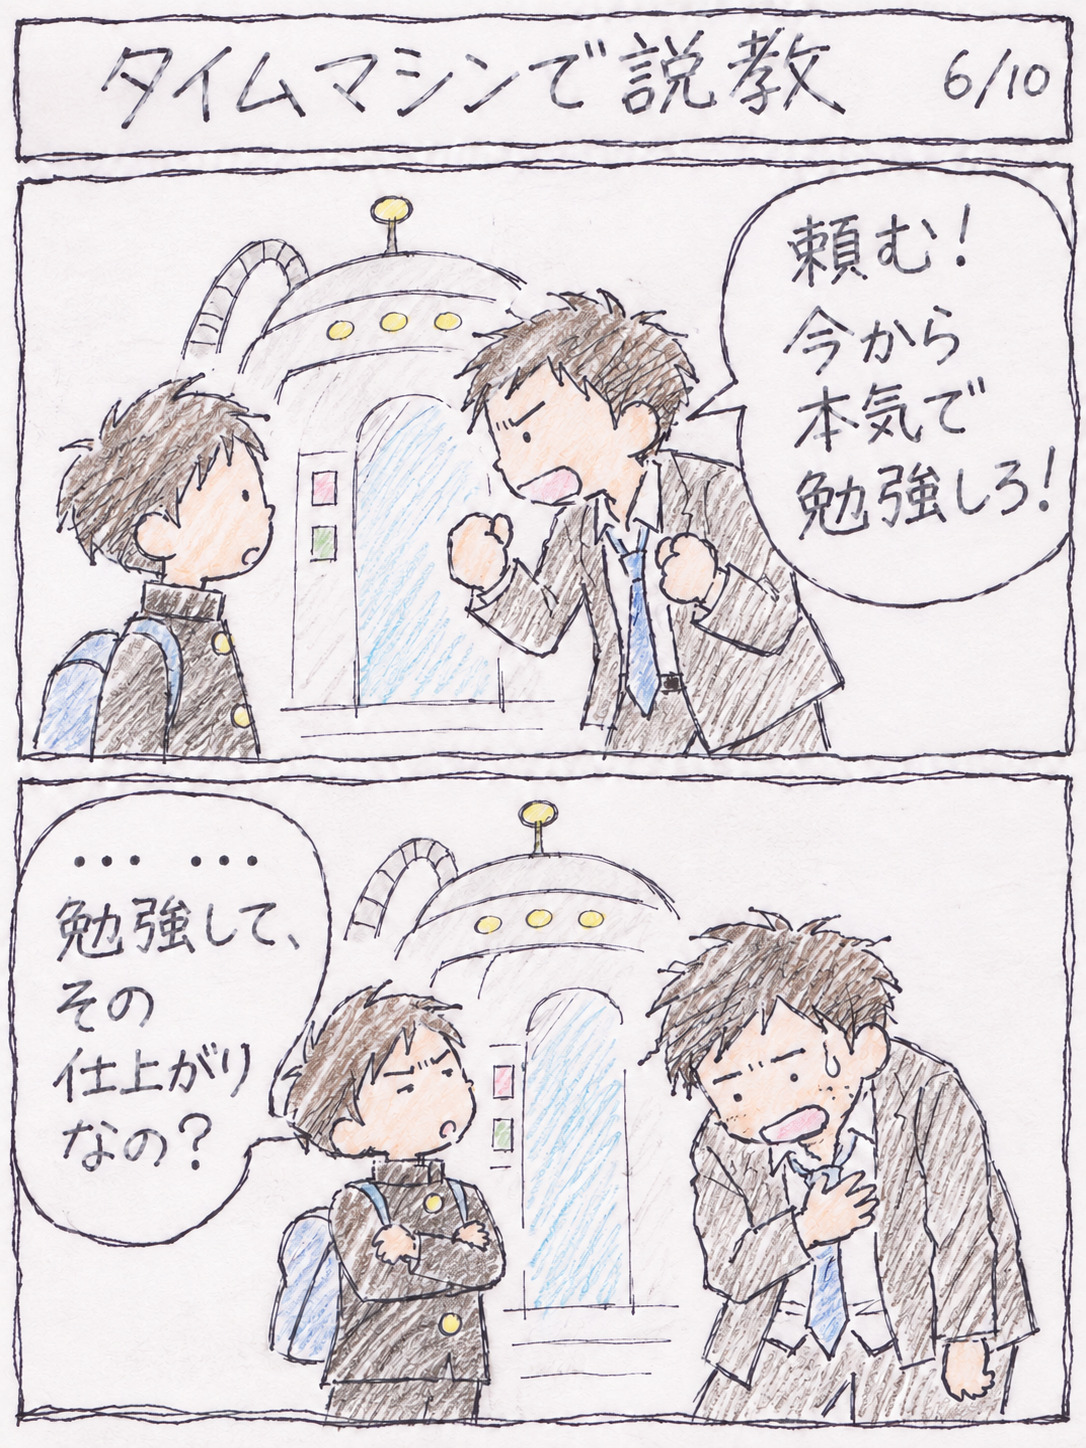 タイムマシンで説教 6/10
頼む!
今から
本気で
勉強しろ!
... ...
勉強して、
その
仕上がり
なの?